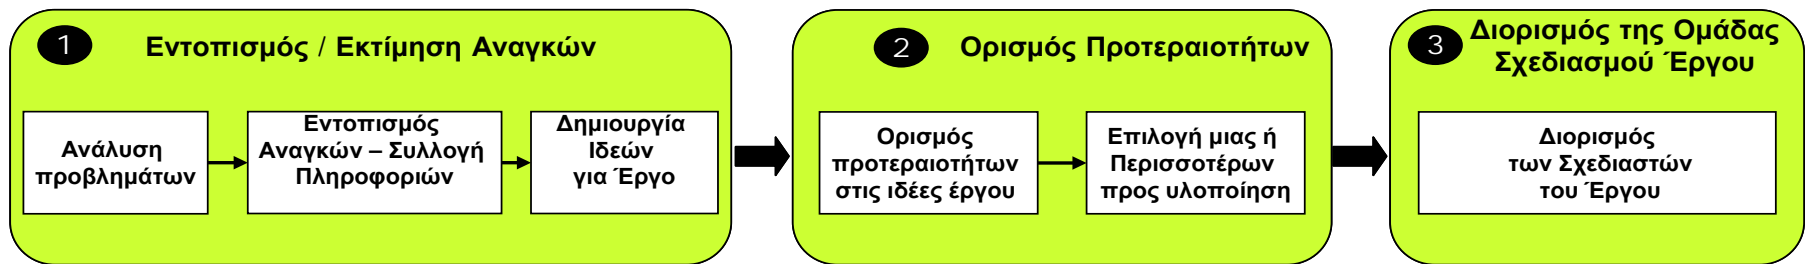 1
Εντοπισμός / Εκτίμηση Αναγκών
Ανάλυση
προβλημάτων
Εντοπισμός
Αναγκών – Συλλογή
Πληροφοριών
Δημιουργία
Ιδεών
για Έργο
2
Ορισμός Προτεραιοτήτων
Ορισμός
προτεραιοτήτων
στις ιδέες έργου
Επιλογή μιας ή
Περισσοτέρων
προς υλοποίηση
3
Διορισμός της Ομάδας
Σχεδιασμού Έργου
Διορισμός
των Σχεδιαστών
του Έργου